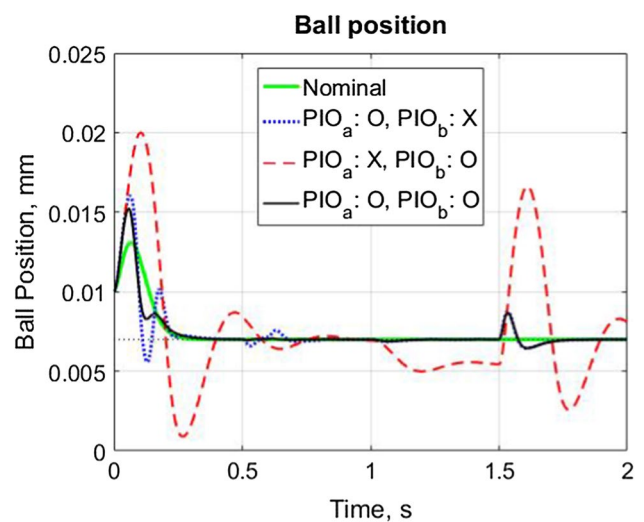 Ball position
0.025
0.02
0.015
0.01
0.005
0
Ball Position, mm
Nominal
PIOa: O, PIOb: X
PIOa: X, PIOb: O
PIOa: O, PIOb: O
0 0.5 1 1.5 2
Time, s